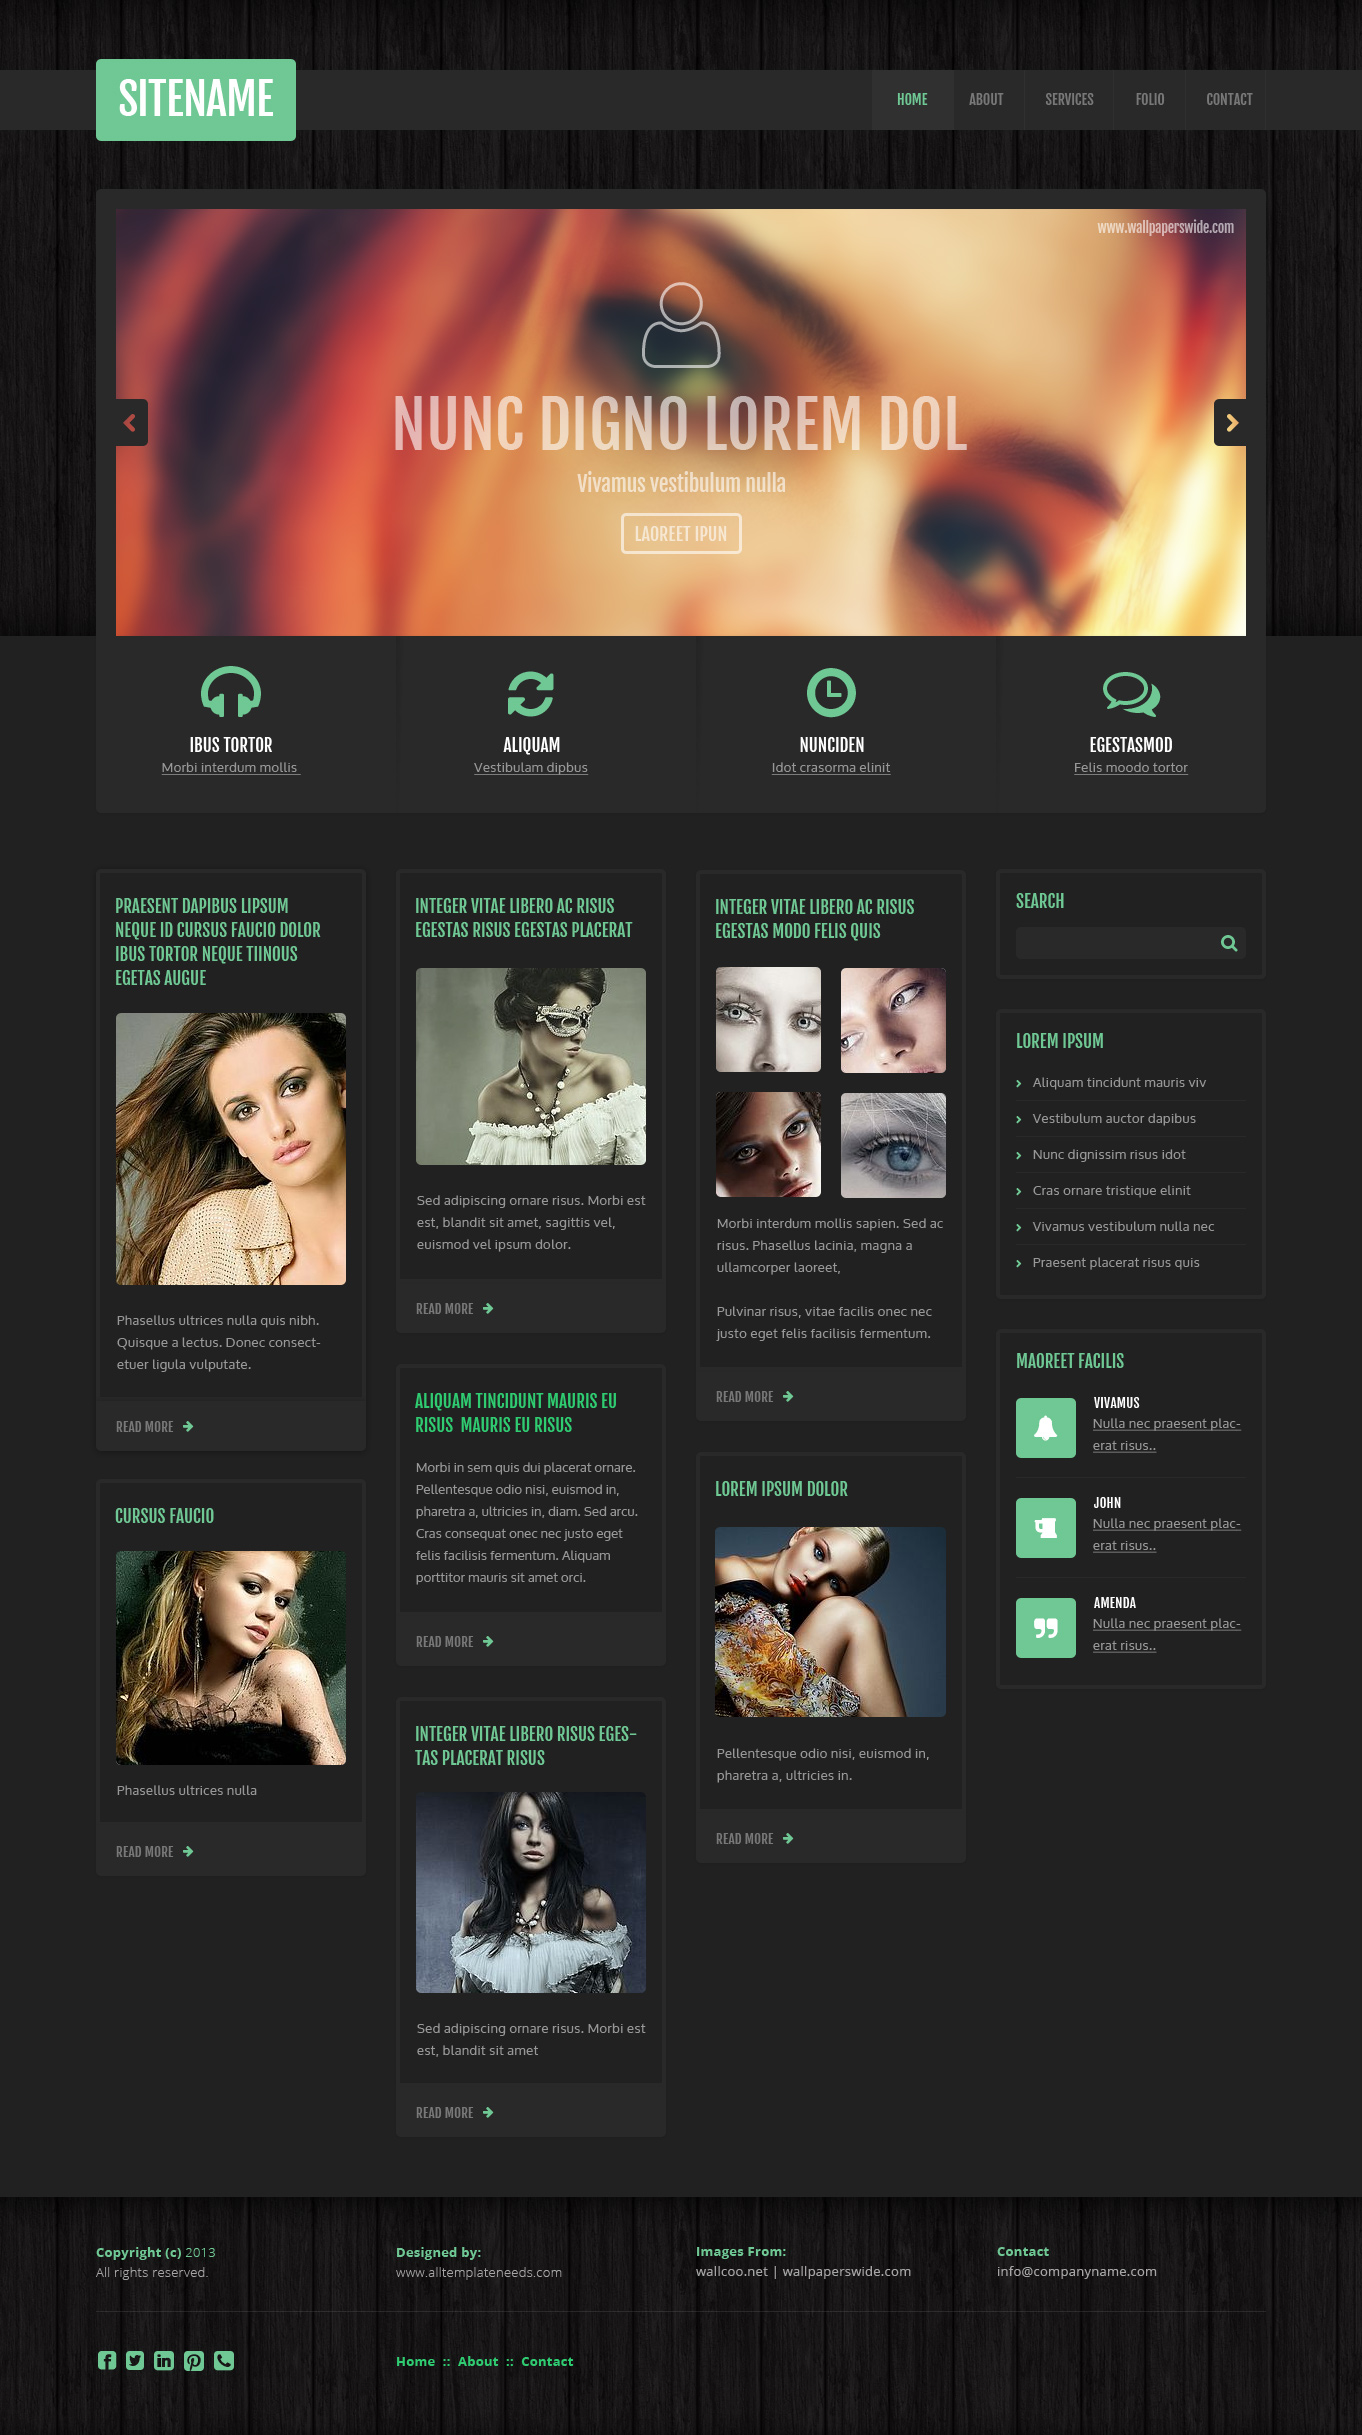 SITENAME
HOME ABOUT SERVICES FOLIO CONTACT
www.wallpaperswide.com
NUNC DIGNO LOREM DOL
Vivamus vestibulum nulla
LAOREET IPUN
IBUS TORTOR
Morbi interdum mollis
ALIQUAM
Vestibulam dipbus
NUNCIDEN
Idot crasorma elinit
EGESTASMOD
Felis moodo tortor
PRAESENT DAPIBUS LIPSUM
NEQUE ID CURSUS FAUCIO DOLOR
IBUS TORTOR NEQUE TIINOUS
EGETAS AUGUE
Phasellus ultrices nulla quis nibh.
Quisque a lectus. Donec consect-
etuer ligula vulputate.
READ MORE
CURSUS FAUCIO
Phasellus ultrices nulla
READ MORE
INTEGER VITAE LIBERO AC RISUS
EGESTAS RISUS EGESTAS PLACERAT
Sed adipiscing ornare risus. Morbi est
est, blandit sit amet, sagittis vel,
euismod vel ipsum dolor.
READ MORE
ALIQUAM TINCIDUNT MAURIS EU
RISUS MAURIS EU RISUS
Morbi in sem quis dui placerat ornare.
Pellentesque odio nisi, euismod in,
pharetra a, ultricies in, diam. Sed arcu.
Cras consequat onec nec justo eget
felis facilisis fermentum. Aliquam
porttitor mauris sit amet orci.
READ MORE
INTEGER VITAE LIBERO RISUS EGES-
TAS PLACERAT RISUS
Sed adipiscing ornare risus. Morbi est
est, blandit sit amet
READ MORE
INTEGER VITAE LIBERO AC RISUS
EGESTAS MODO FELIS QUIS
Morbi interdum mollis sapien. Sed ac
risus. Phasellus lacinia, magna a
ullamcorper laoreet,
Pulvinar risus, vitae facilis onec nec
justo eget felis facilisis fermentum.
READ MORE
LOREM IPSUM DOLOR
Pellentesque odio nisi, euismod in,
pharetra a, ultricies in.
READ MORE
SEARCH
LOREM IPSUM
Aliquam tincidunt mauris viv
Vestibulum auctor dapibus
Nunc dignissim risus idot
Cras ornare tristique elinit
Vivamus vestibulum nulla nec
Praesent placerat risus quis
MAOREET FACILIS
VIVAMUS
Nulla nec praesent plac-
erat risus..
JOHN
Nulla nec praesent plac-
erat risus..
AMENDA
Nulla nec praesent plac-
erat risus..
Copyright (c) 2013
All rights reserved.
Designed by:
www.alltemplateneeds.com
Images From:
wallcoo.net | wallpaperswide.com
Contact
info@companyname.com
Home :: About :: Contact